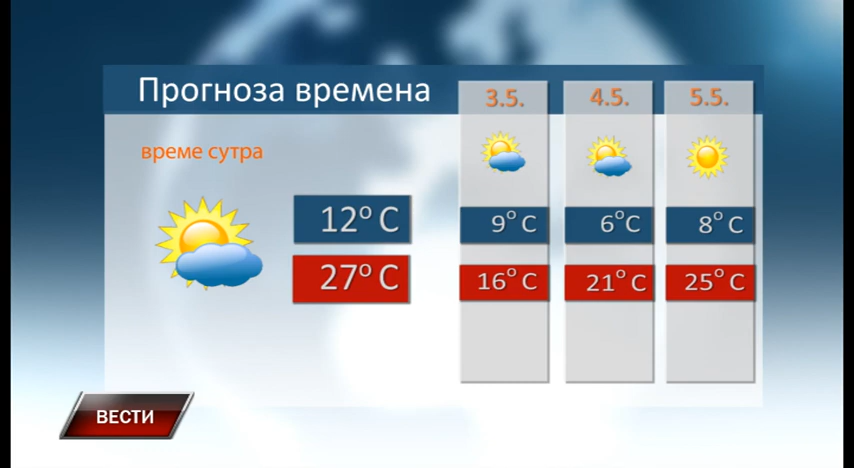 Прогноза времена
време сутра
12° C
27° C
3.5. 4.5. 5.5.
9° C 6°C 8° C
16° C 21° C 25° C
ВЕСТИ